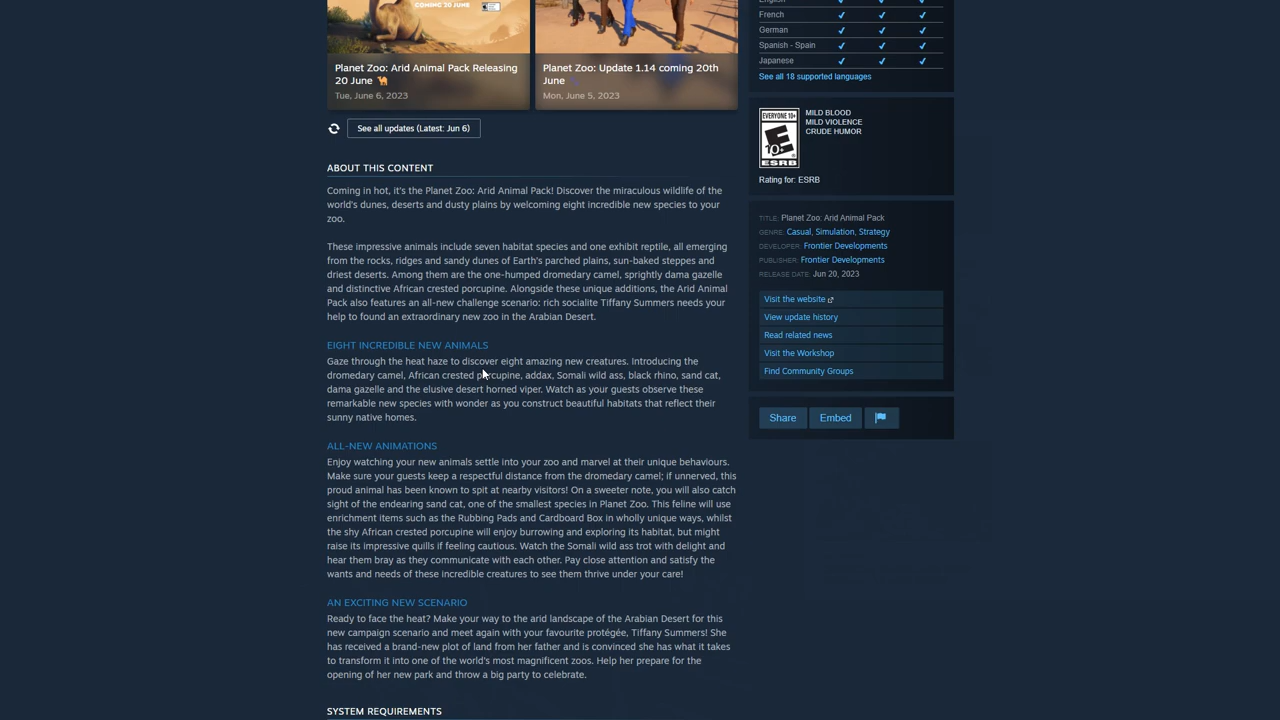 COMING 20 JUNE
Planet Zoo: Arid Animal Pack Releasing
20 June
Tue, June 6, 2023
Planet Zoo: Update 1.14 coming 20th
June
Mon, June 5, 2023
See all updates (Latest: Jun 6)
ABOUT THIS CONTENT
Coming in hot, it's the Planet Zoo: Arid Animal Pack! Discover the miraculous wildlife of the
world's dunes, deserts and dusty plains by welcoming eight incredible new species to your
zoo.
These impressive animals include seven habitat species and one exhibit reptile, all emerging
from the rocks, ridges and sandy dunes of Earth's parched plains, sun-baked steppes and
driest deserts. Among them are the one-humped dromedary camel, sprightly dama gazelle
and distinctive African crested porcupine. Alongside these unique additions, the Arid Animal
Pack also features an all-new challenge scenario: rich socialite Tiffany Summers needs your
help to found an extraordinary new zoo in the Arabian Desert.
EIGHT INCREDIBLE NEW ANIMALS
Gaze through the heat haze to discover eight amazing new creatures. Introducing the
dromedary camel, African crested porcupine, addax, Somali wild ass, black rhino, sand cat,
dama gazelle and the elusive desert horned viper. Watch as your guests observe these
remarkable new species with wonder as you construct beautiful habitats that reflect their
sunny native homes.
ALL-NEW ANIMATIONS
Enjoy watching your new animals settle into your zoo and marvel at their unique behaviours.
Make sure your guests keep a respectful distance from the dromedary camel; if unnerved, this
proud animal has been known to spit at nearby visitors! On a sweeter note, you will also catch
sight of the endearing sand cat, one of the smallest species in Planet Zoo. This feline will use
enrichment items such as the Rubbing Pads and Cardboard Box in wholly unique ways, whilst
the shy African crested porcupine will enjoy burrowing and exploring its habitat, but might
raise its impressive quills if feeling cautious. Watch the Somali wild ass trot with delight and
hear them bray as they communicate with each other. Pay close attention and satisfy the
wants and needs of these incredible creatures to see them thrive under your care!
AN EXCITING NEW SCENARIO
Ready to face the heat? Make your way to the arid landscape of the Arabian Desert for this
new campaign scenario and meet again with your favourite protégée, Tiffany Summers! She
has received a brand-new plot of land from her father and is convinced she has what it takes
to transform it into one of the world's most magnificent zoos. Help her prepare for the
opening of her new park and throw a big party to celebrate.
SYSTEM REQUIREMENTS
English
French
German
Spanish - Spain
Japanese
See all 18 supported languages
EVERYONE 10+
E
10+
ESRB
MILD BLOOD
MILD VIOLENCE
CRUDE HUMOR
Rating for: ESRB
TITLE: Planet Zoo: Arid Animal Pack
GENRE: Casual, Simulation, Strategy
DEVELOPER: Frontier Developments
PUBLISHER: Frontier Developments
RELEASE DATE: Jun 20, 2023
Visit the website
View update history
Read related news
Visit the Workshop
Find Community Groups
Share
Embed